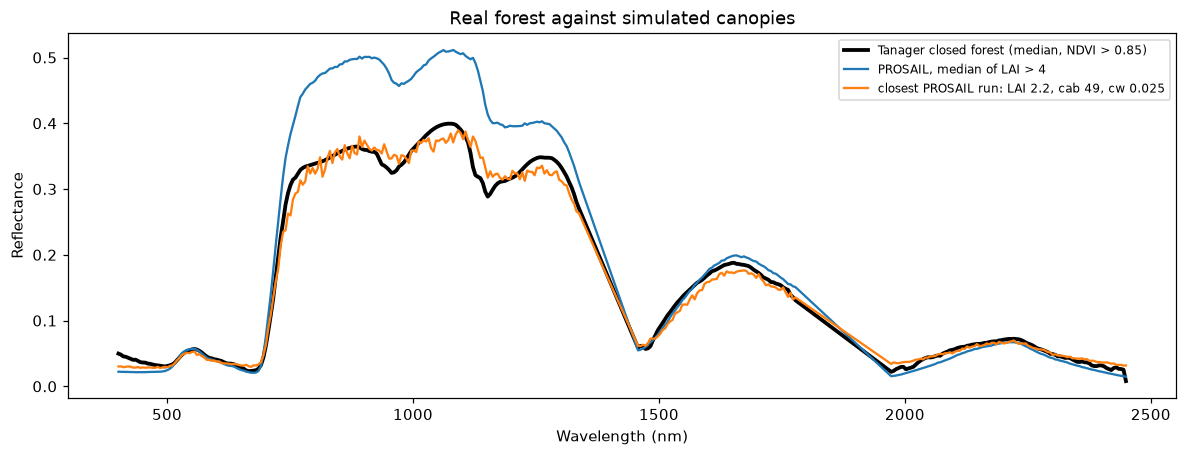 Real forest against simulated canopies
Tanager closed forest (median, NDVI > 0.85)
PROSAIL, median of LAI > 4
closest PROSAIL run: LAI 2.2, cab 49, cw 0.025
Reflectance
0.5
0.4
0.3
0.2
0.1
0.0
500
1000
1500
2000
2500
Wavelength (nm)